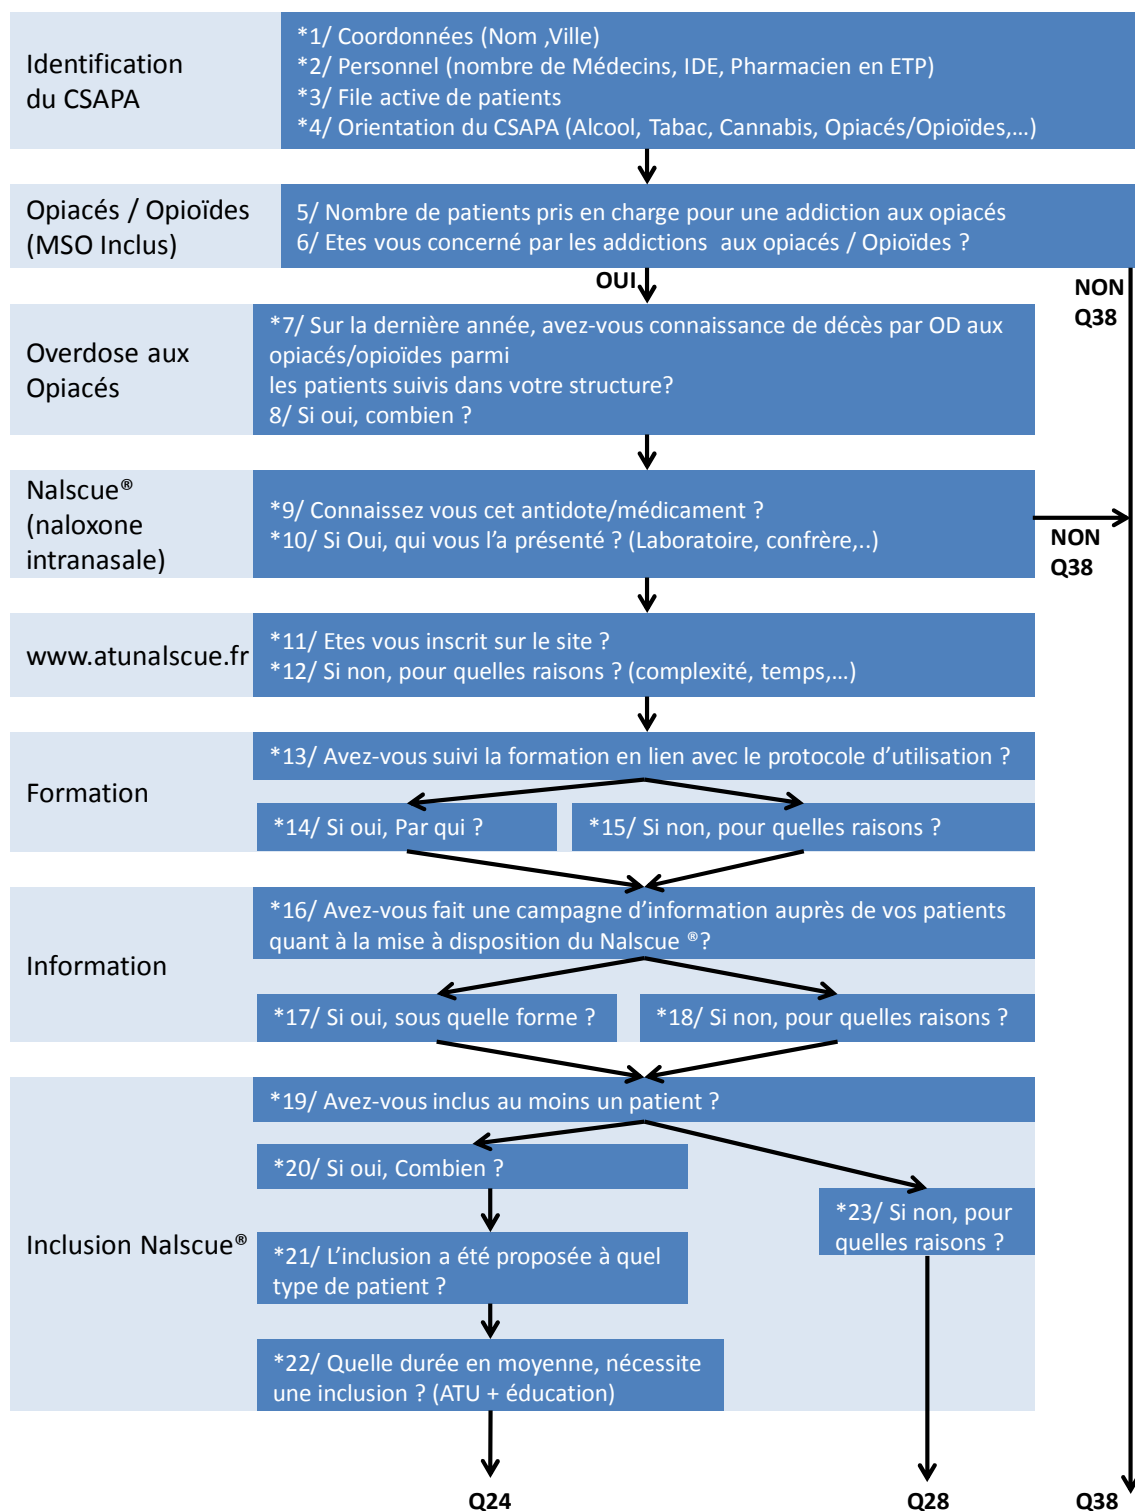 Identification
du CSAPA
*1/ Coordonnées (Nom ,Ville)
*2/ Personnel (nombre de Médecins, IDE, Pharmacien en ETP)
*3/ File active de patients
*4/ Orientation du CSAPA (Alcool, Tabac, Cannabis, Opiacés/Opioïdes,...)
Opiacés / Opioïdes
(MSO Inclus)
5/ Nombre de patients pris en charge pour une addiction aux opiacés
6/ Etes vous concerné par les addictions aux opiacés / Opioïdes ?
OUI
NON
Q38
Overdose aux
Opiacés
*7/ Sur la dernière année, avez-vous connaissance de décès par OD aux
opiacés/opioïdes parmi
les patients suivis dans votre structure?
8/ Si oui, combien ?
Nalscue®
(naloxone
intranasale)
*9/ Connaissez vous cet antidote/médicament ?
*10/ Si Oui, qui vous l'a présenté ? (Laboratoire, confrère,..)
NON
Q38
www.atunalscue.fr
*11/ Etes vous inscrit sur le site ?
*12/ Si non, pour quelles raisons ? (complexité, temps,...)
Formation
*13/ Avez-vous suivi la formation en lien avec le protocole d'utilisation ?
*14/ Si oui, Par qui ?
*15/ Si non, pour quelles raisons ?
Information
*16/ Avez-vous fait une campagne d'information auprès de vos patients
quant à la mise à disposition du Nalscue ®?
*17/ Si oui, sous quelle forme ?
*18/ Si non, pour quelles raisons ?
Inclusion Nalscue®
*19/ Avez-vous inclus au moins un patient ?
*20/ Si oui, Combien ?
*21/ L'inclusion a été proposée à quel
type de patient ?
*22/ Quelle durée en moyenne, nécessite
une inclusion ? (ATU + éducation)
*23/ Si non, pour
quelles raisons ?
Q24
Q28
Q38